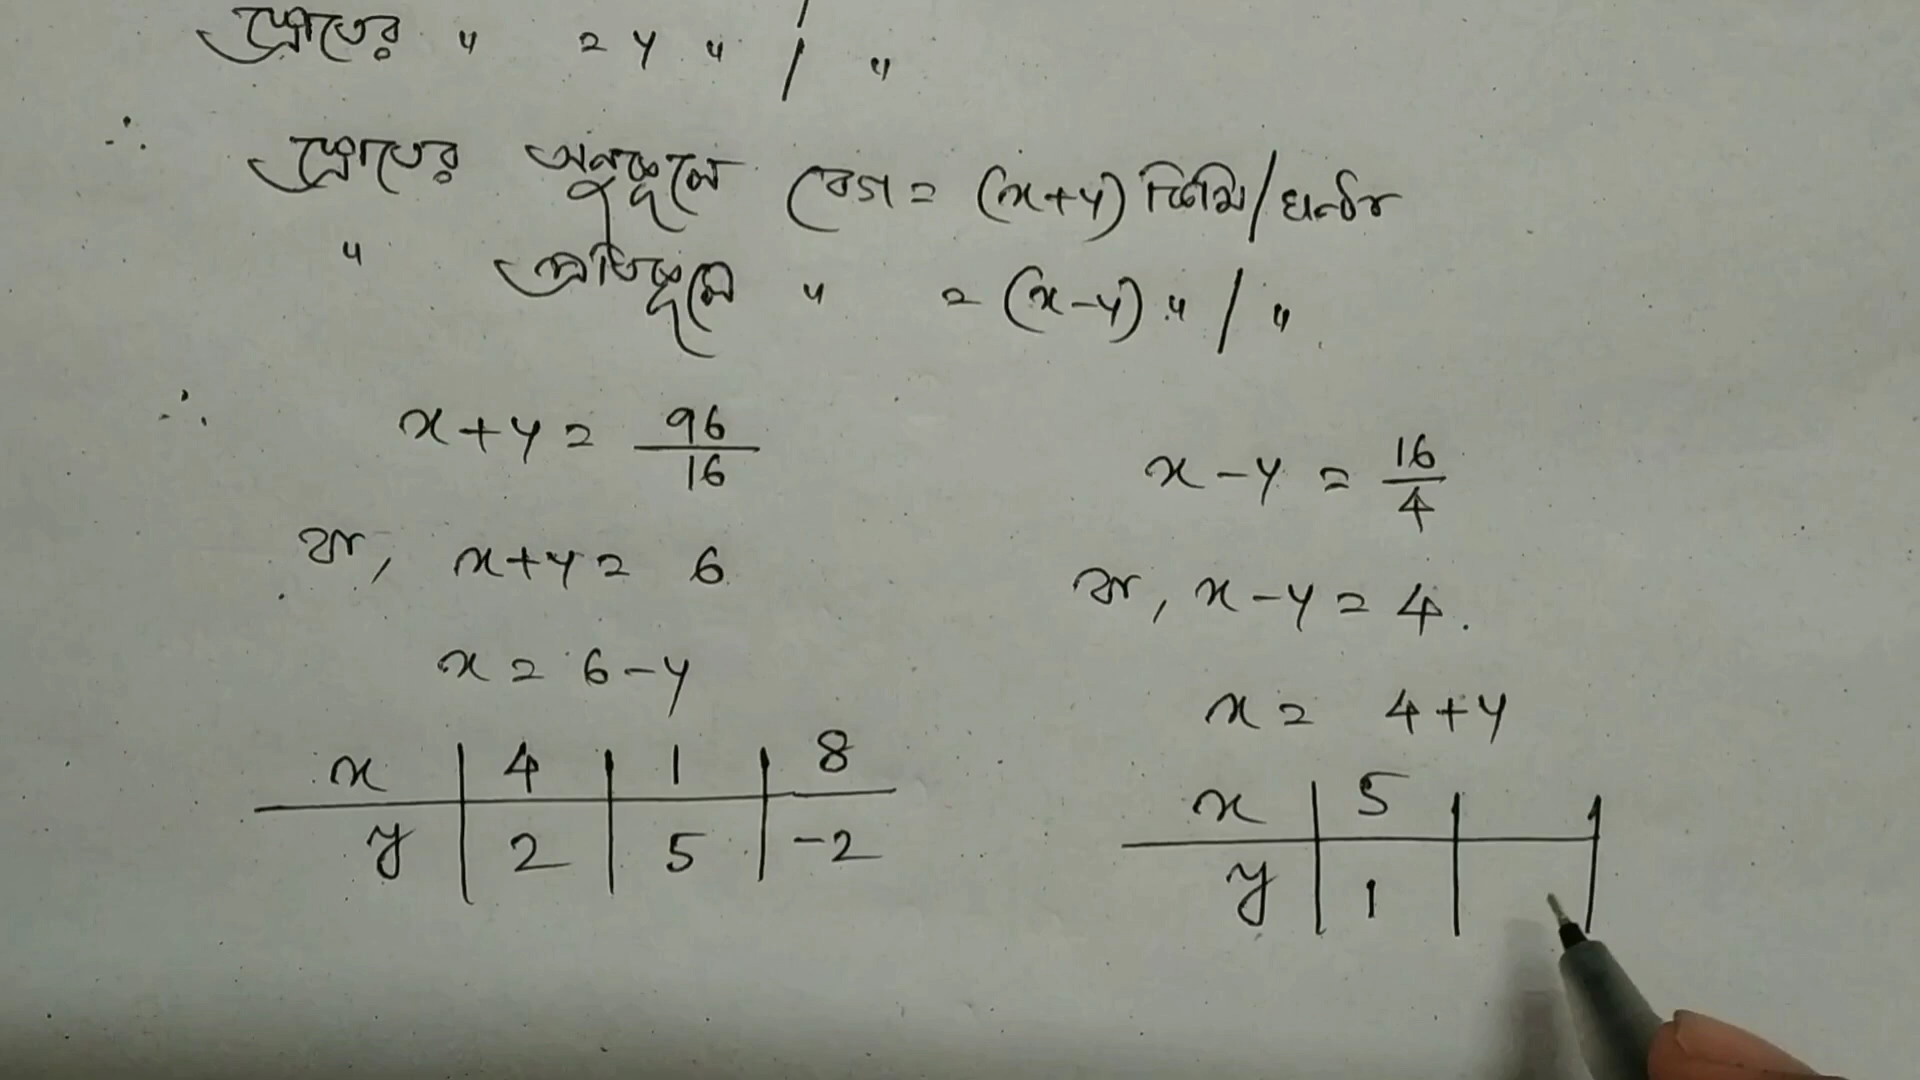 স্রোতের " = y " / "
∴ স্রোতের অনুকূলে বেগ = (x+y) কিমি/ঘন্টা
" প্রতিকূলে " = (x-y) " / "
∴ x+y = 96/16
x-y = 16/4
বা, x+y = 6
বা, x-y = 4.
x = 6-y
x = 4+y
x | 4 | 1 | 8
y | 2 | 5 | -2
x | 5 | |
y | 1 | |